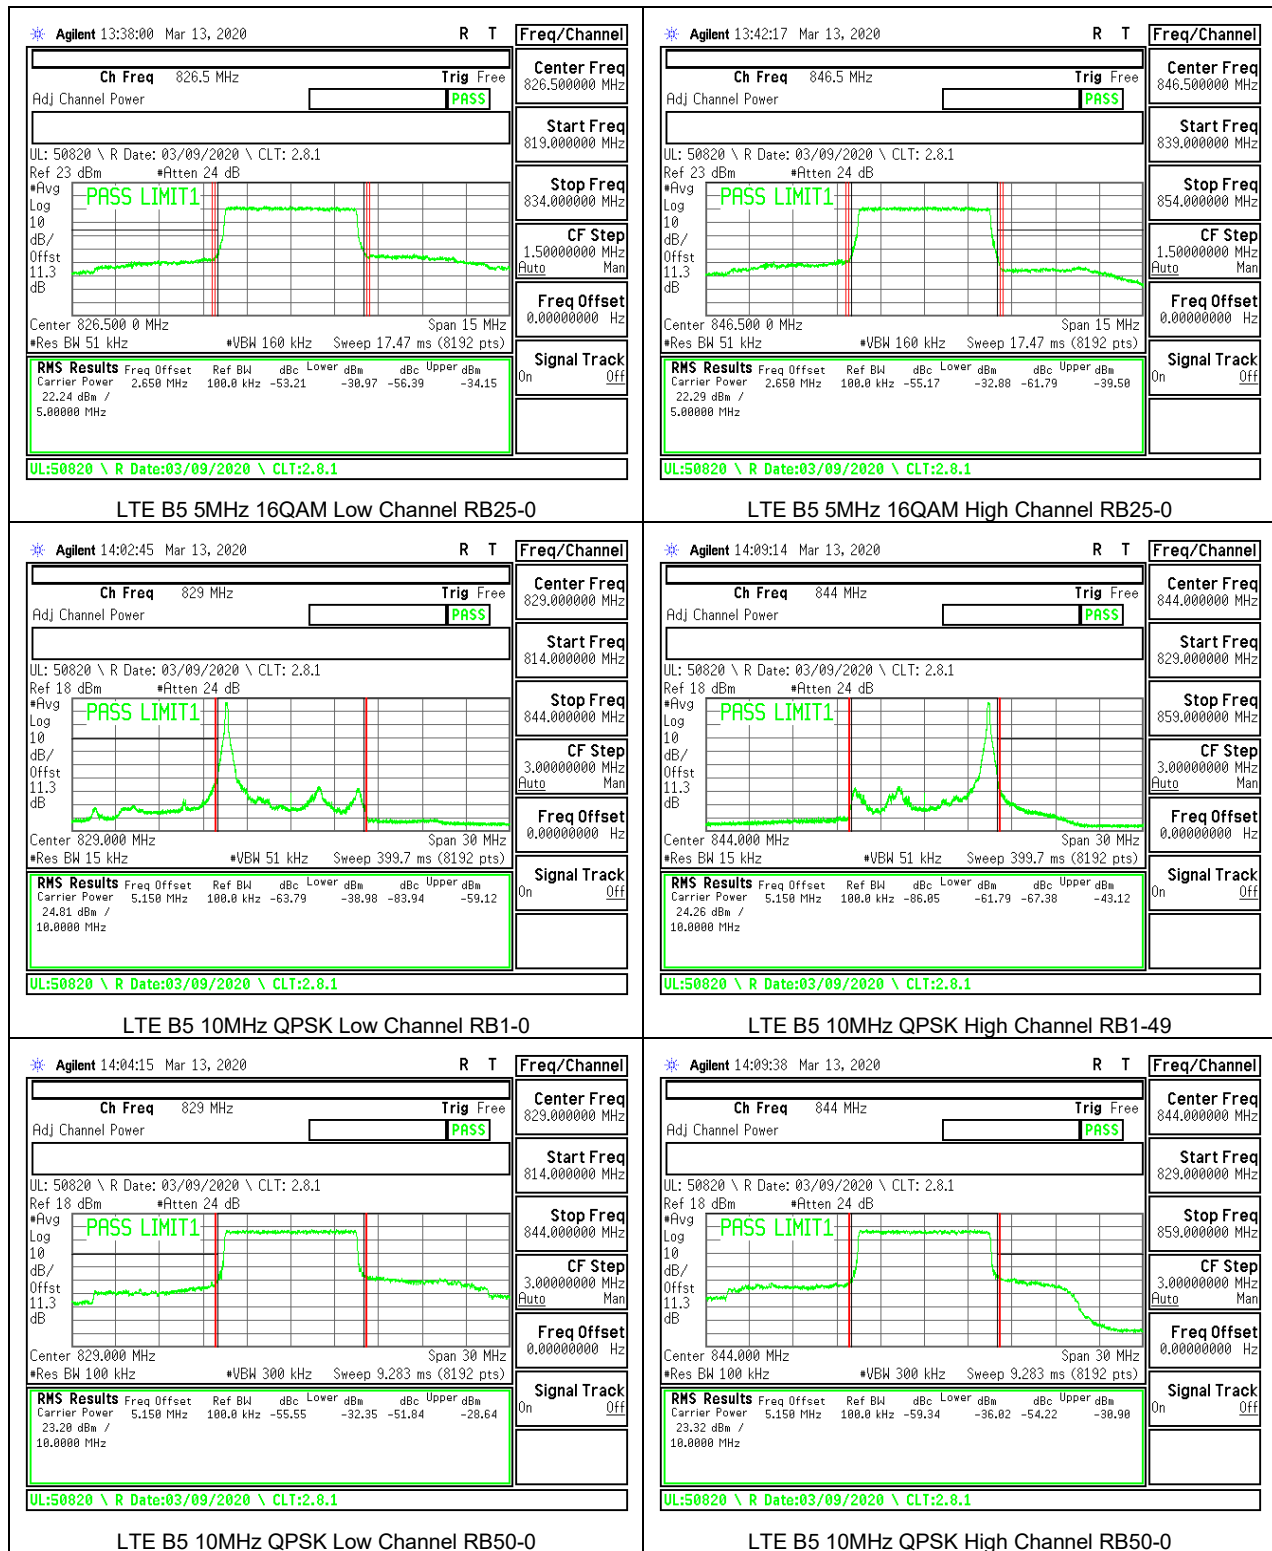 Agilent 13:38:00 Mar 13, 2020 R T Freq/Channel
Ch Freq 826.5 MHz Trig Free
Adj Channel Power PASS
UL: 50820 \ R Date: 03/09/2020 \ CLT: 2.8.1
Ref 23 dBm #Atten 24 dB
#Avg
Log
10
dB/
Offst
11.3
dB
PASS LIMIT1
Center 826.500 0 MHz Span 15 MHz
#Res BW 51 kHz #VBW 160 kHz Sweep 17.47 ms (8192 pts)
RMS Results Freq Offset Ref BW dBc Lower dBm dBc Upper dBm
Carrier Power 2.650 MHz 100.0 kHz -53.21 -30.97 -56.39 -34.15
22.24 dBm /
5.00000 MHz
UL:50820 \ R Date:03/09/2020 \ CLT:2.8.1
Center Freq
826.500000 MHz
Start Freq
819.000000 MHz
Stop Freq
834.000000 MHz
CF Step
1.50000000 MHz
Auto Man
Freq Offset
0.00000000 Hz
Signal Track
On Off
LTE B5 5MHz 16QAM Low Channel RB25-0
Agilent 13:42:17 Mar 13, 2020 R T Freq/Channel
Ch Freq 846.5 MHz Trig Free
Adj Channel Power PASS
UL: 50820 \ R Date: 03/09/2020 \ CLT: 2.8.1
Ref 23 dBm #Atten 24 dB
#Avg
Log
10
dB/
Offst
11.3
dB
PASS LIMIT1
Center 846.500 0 MHz Span 15 MHz
#Res BW 51 kHz #VBW 160 kHz Sweep 17.47 ms (8192 pts)
RMS Results Freq Offset Ref BW dBc Lower dBm dBc Upper dBm
Carrier Power 2.650 MHz 100.0 kHz -55.17 -32.88 -61.79 -39.50
22.29 dBm /
5.00000 MHz
UL:50820 \ R Date:03/09/2020 \ CLT:2.8.1
Center Freq
846.500000 MHz
Start Freq
839.000000 MHz
Stop Freq
854.000000 MHz
CF Step
1.50000000 MHz
Auto Man
Freq Offset
0.00000000 Hz
Signal Track
On Off
LTE B5 5MHz 16QAM High Channel RB25-0
Agilent 14:02:45 Mar 13, 2020 R T Freq/Channel
Ch Freq 829 MHz Trig Free
Adj Channel Power PASS
UL: 50820 \ R Date: 03/09/2020 \ CLT: 2.8.1
Ref 18 dBm #Atten 24 dB
#Avg
Log
10
dB/
Offst
11.3
dB
PASS LIMIT1
Center 829.000 MHz Span 30 MHz
#Res BW 15 kHz #VBW 51 kHz Sweep 399.7 ms (8192 pts)
RMS Results Freq Offset Ref BW dBc Lower dBm dBc Upper dBm
Carrier Power 5.150 MHz 100.0 kHz -63.79 -38.98 -83.94 -59.12
24.81 dBm /
10.0000 MHz
UL:50820 \ R Date:03/09/2020 \ CLT:2.8.1
Center Freq
829.000000 MHz
Start Freq
814.000000 MHz
Stop Freq
844.000000 MHz
CF Step
3.00000000 MHz
Auto Man
Freq Offset
0.00000000 Hz
Signal Track
On Off
LTE B5 10MHz QPSK Low Channel RB1-0
Agilent 14:09:14 Mar 13, 2020 R T Freq/Channel
Ch Freq 844 MHz Trig Free
Adj Channel Power PASS
UL: 50820 \ R Date: 03/09/2020 \ CLT: 2.8.1
Ref 18 dBm #Atten 24 dB
#Avg
Log
10
dB/
Offst
11.3
dB
PASS LIMIT1
Center 844.000 MHz Span 30 MHz
#Res BW 15 kHz #VBW 51 kHz Sweep 399.7 ms (8192 pts)
RMS Results Freq Offset Ref BW dBc Lower dBm dBc Upper dBm
Carrier Power 5.150 MHz 100.0 kHz -86.05 -61.79 -67.38 -43.12
24.26 dBm /
10.0000 MHz
UL:50820 \ R Date:03/09/2020 \ CLT:2.8.1
Center Freq
844.000000 MHz
Start Freq
829.000000 MHz
Stop Freq
859.000000 MHz
CF Step
3.00000000 MHz
Auto Man
Freq Offset
0.00000000 Hz
Signal Track
On Off
LTE B5 10MHz QPSK High Channel RB1-49
Agilent 14:04:15 Mar 13, 2020 R T Freq/Channel
Ch Freq 829 MHz Trig Free
Adj Channel Power PASS
UL: 50820 \ R Date: 03/09/2020 \ CLT: 2.8.1
Ref 18 dBm #Atten 24 dB
#Avg
Log
10
dB/
Offst
11.3
dB
PASS LIMIT1
Center 829.000 MHz Span 30 MHz
#Res BW 100 kHz #VBW 300 kHz Sweep 9.283 ms (8192 pts)
RMS Results Freq Offset Ref BW dBc Lower dBm dBc Upper dBm
Carrier Power 5.150 MHz 100.0 kHz -55.55 -32.35 -51.84 -28.64
23.20 dBm /
10.0000 MHz
UL:50820 \ R Date:03/09/2020 \ CLT:2.8.1
Center Freq
829.000000 MHz
Start Freq
814.000000 MHz
Stop Freq
844.000000 MHz
CF Step
3.00000000 MHz
Auto Man
Freq Offset
0.00000000 Hz
Signal Track
On Off
LTE B5 10MHz QPSK Low Channel RB50-0
Agilent 14:09:38 Mar 13, 2020 R T Freq/Channel
Ch Freq 844 MHz Trig Free
Adj Channel Power PASS
UL: 50820 \ R Date: 03/09/2020 \ CLT: 2.8.1
Ref 18 dBm #Atten 24 dB
#Avg
Log
10
dB/
Offst
11.3
dB
PASS LIMIT1
Center 844.000 MHz Span 30 MHz
#Res BW 100 kHz #VBW 300 kHz Sweep 9.283 ms (8192 pts)
RMS Results Freq Offset Ref BW dBc Lower dBm dBc Upper dBm
Carrier Power 5.150 MHz 100.0 kHz -59.34 -36.02 -54.22 -30.90
23.32 dBm /
10.0000 MHz
UL:50820 \ R Date:03/09/2020 \ CLT:2.8.1
Center Freq
844.000000 MHz
Start Freq
829.000000 MHz
Stop Freq
859.000000 MHz
CF Step
3.00000000 MHz
Auto Man
Freq Offset
0.00000000 Hz
Signal Track
On Off
LTE B5 10MHz QPSK High Channel RB50-0